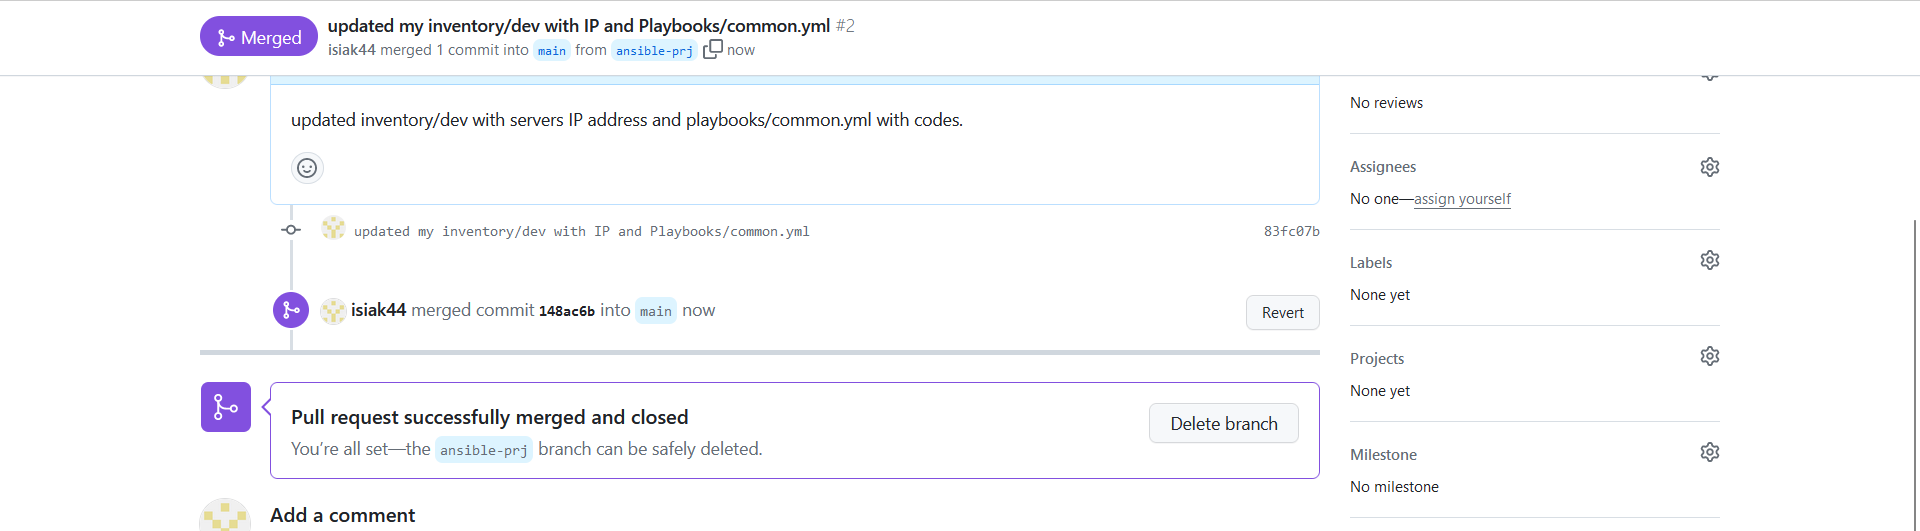 Merged
updated my inventory/dev with IP and Playbooks/common.yml #2
isiak44 merged 1 commit into main from ansible-prj now
updated inventory/dev with servers IP address and playbooks/common.yml with codes.
updated my inventory/dev with IP and Playbooks/common.yml 83fc07b
isiak44 merged commit 148ac6b into main now
Revert
Pull request successfully merged and closed
You're all set—the ansible-prj branch can be safely deleted.
Delete branch
Add a comment
No reviews
Assignees
No one—assign yourself
Labels
None yet
Projects
None yet
Milestone
No milestone